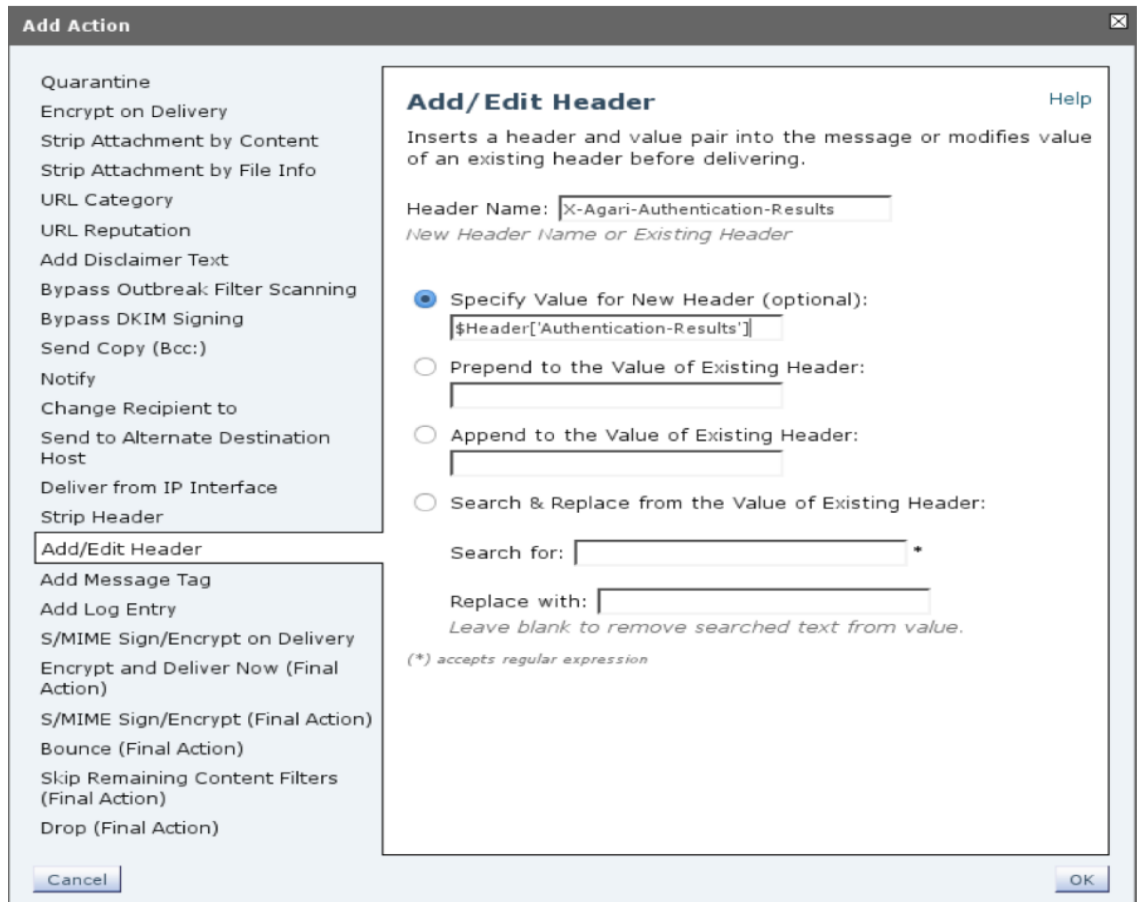 Add Action
Quarantine
Encrypt on Delivery
Strip Attachment by Content
Strip Attachment by File Info
URL Category
URL Reputation
Add Disclaimer Text
Bypass Outbreak Filter Scanning
Bypass DKIM Signing
Send Copy (Bcc:)
Notify
Change Recipient to
Send to Alternate Destination
Host
Deliver from IP Interface
Strip Header
Add/Edit Header
Add Message Tag
Add Log Entry
S/MIME Sign/Encrypt on Delivery
Encrypt and Deliver Now (Final
Action)
S/MIME Sign/Encrypt (Final Action)
Bounce (Final Action)
Skip Remaining Content Filters
(Final Action)
Drop (Final Action)
Add/Edit Header
Help
Inserts a header and value pair into the message or modifies value
of an existing header before delivering.
Header Name: X-Agari-Authentication-Results
New Header Name or Existing Header
Specify Value for New Header (optional):
$Header['Authentication-Results']
Prepend to the Value of Existing Header:
Append to the Value of Existing Header:
Search & Replace from the Value of Existing Header:
Search for: *
Replace with:
Leave blank to remove searched text from value.
(*) accepts regular expression
Cancel
OK